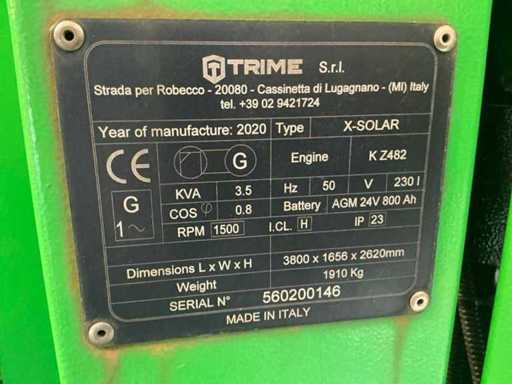 TRIME S.r.l.
Strada per Robecco - 20080 - Cassinetta di Lugagnano - (MI) Italy
tel. +39 02 9421724
Year of manufacture: 2020 Type X-SOLAR
CE G Engine K Z482
G 1~ KVA 3.5 Hz 50 V 230 I
COS φ 0.8 Battery AGM 24V 800 Ah
RPM 1500 I.CL. H IP 23
Dimensions L x W x H 3800 x 1656 x 2620mm
Weight 1910 Kg
SERIAL N° 560200146
MADE IN ITALY